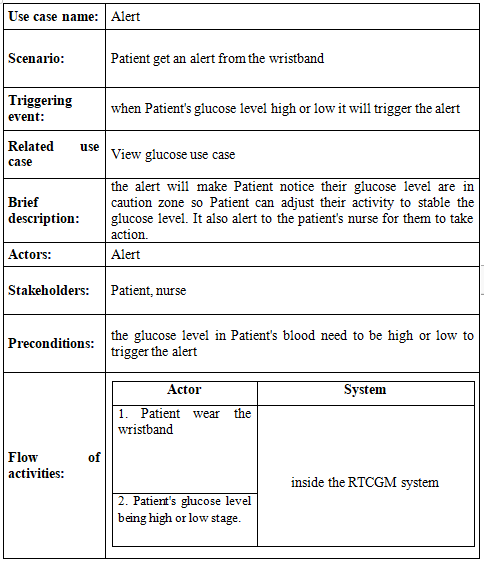 Use case name: Alert
Scenario: Patient get an alert from the wristband
Triggering
event: when Patient's glucose level high or low it will trigger the alert
Related use
case View glucose use case
Brief
description: the alert will make Patient notice their glucose level are in
caution zone so Patient can adjust their activity to stable the
glucose level. It also alert to the patient's nurse for them to take
action.
Actors: Alert
Stakeholders: Patient, nurse
Preconditions: the glucose level in Patient's blood need to be high or low to
trigger the alert
Flow of
activities:
Actor System
1. Patient wear the
wristband
inside the RTCGM system
2. Patient's glucose level
being high or low stage.